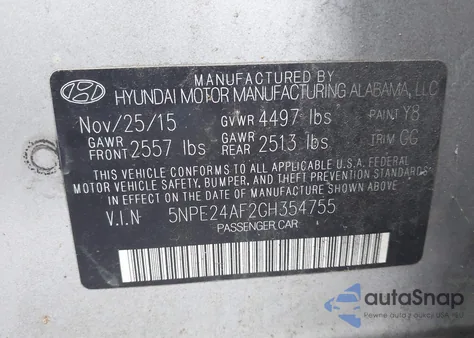 MANUFACTURED BY
HYUNDAI MOTOR MANUFACTURING ALABAMA, LLC
Nov/25/15 GVWR 4497 lbs PAINT Y8
GAWR FRONT 2557 lbs GAWR REAR 2513 lbs TRIM GG
THIS VEHICLE CONFORMS TO ALL APPLICABLE U.S.A. FEDERAL
MOTOR VEHICLE SAFETY, BUMPER, AND THEFT PREVENTION STANDARDS
IN EFFECT ON THE DATE OF MANUFACTURE SHOWN ABOVE.
V.I.N 5NPE24AF2GH354755
PASSENGER CAR
autoSnap